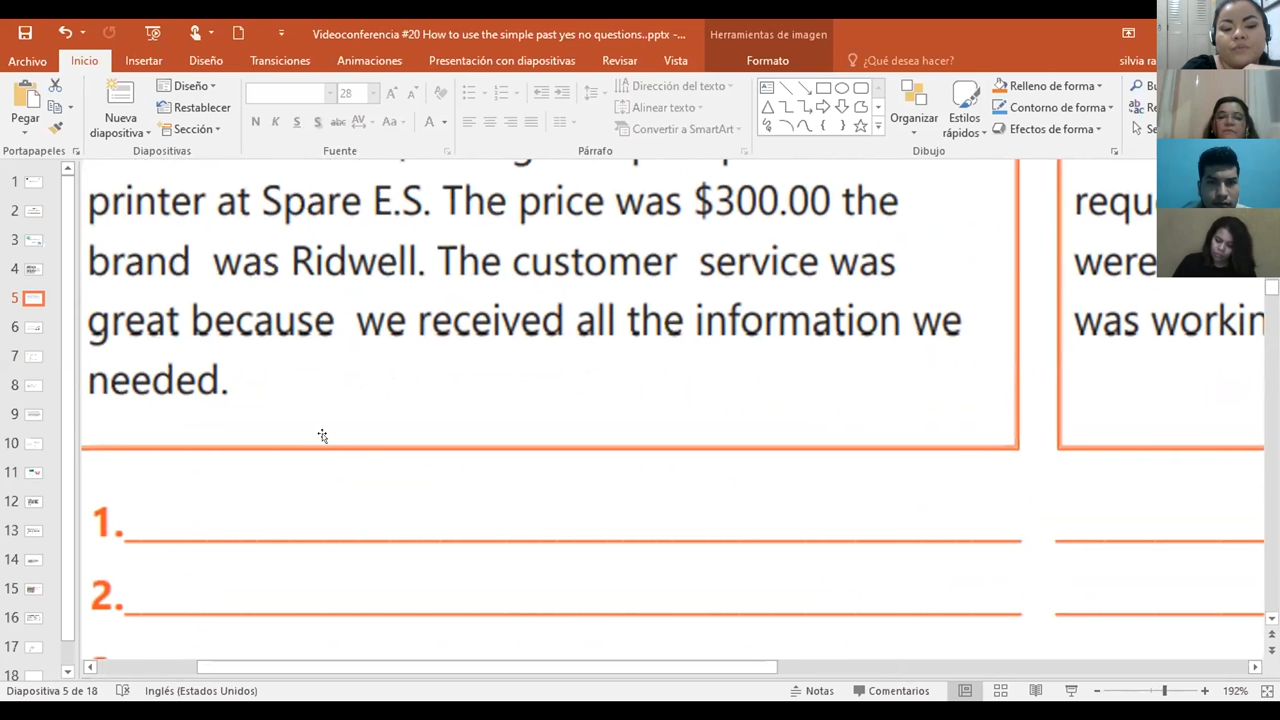 Videoconferencia #20 How to use the simple past yes no questions..pptx -...
Herramientas de imagen
Archivo
Inicio
Insertar
Diseño
Transiciones
Animaciones
Presentación con diapositivas
Revisar
Vista
Formato
¿Qué desea hacer?
silvia ra
Pegar
Nueva
diapositiva
Diseño
Restablecer
Sección
28
N K S S abc AV Aa A
Dirección del texto
Alinear texto
Convertir a SmartArt
Organizar
Estilos
rápidos
Relleno de forma
Contorno de forma
Efectos de forma
Bu
Re
Se
Portapapeles
Diapositivas
Fuente
Párrafo
Dibujo
1
2
3
4
5
6
7
8
9
10
11
12
13
14
15
16
17
18
printer at Spare E.S. The price was $300.00 the
brand was Ridwell. The customer service was
great because we received all the information we
needed.
requ
were
was workin
1.
2.
Diapositiva 5 de 18
Inglés (Estados Unidos)
Notas
Comentarios
192%